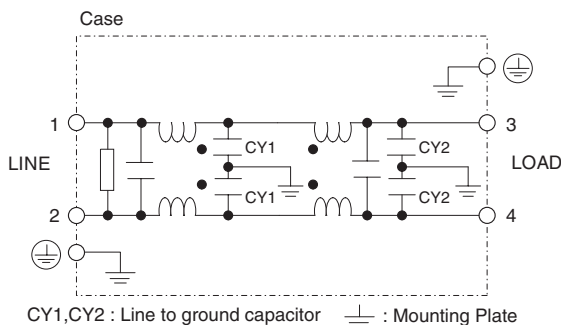 Case
1
3
CY1
CY2
LINE
LOAD
CY1
CY2
2
4
CY1,CY2 : Line to ground capacitor : Mounting Plate